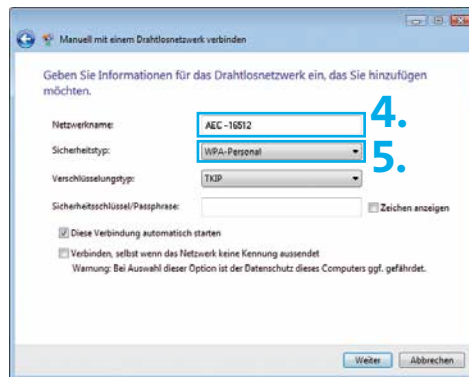 Manuell mit einem Drahtlosnetzwerk verbinden
Geben Sie Informationen für das Drahtlosnetzwerk ein, das Sie hinzufügen
möchten.
Netzwerkname: AEC-16512 4.
Sicherheitstyp: WPA-Personal 5.
Verschlüsselungstyp: TKIP
Sicherheitsschlüssel/Passphrase: Zeichen anzeigen
Diese Verbindung automatisch starten
Verbinden, selbst wenn das Netzwerk keine Kennung aussendet
Warnung: Bei Auswahl dieser Option ist der Datenschutz dieses Computers ggf. gefährdet.
Weiter Abbrechen